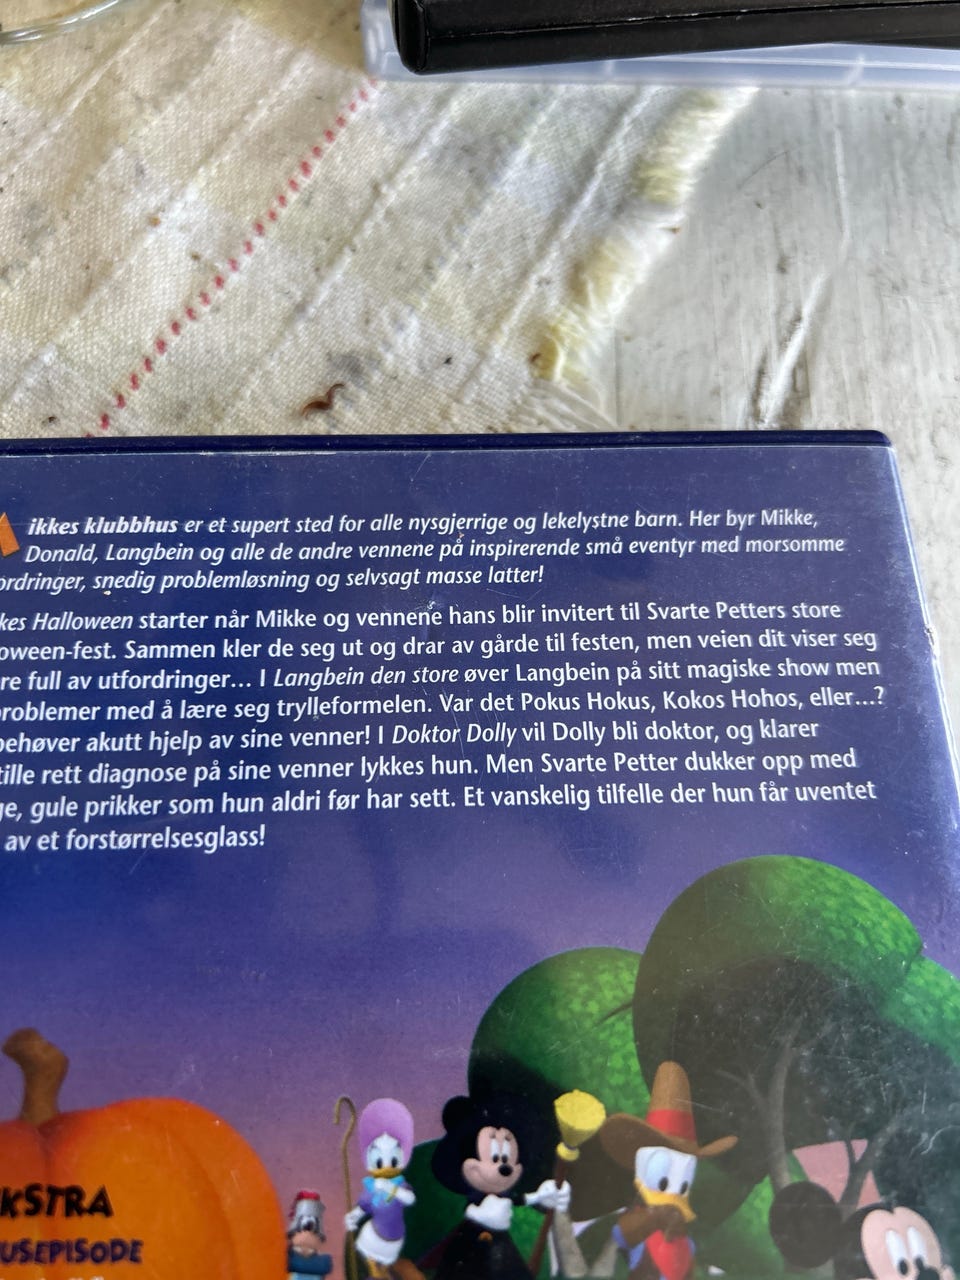 ikkes klubbhus er et supert sted for alle nysgjerrige og lekelystne barn. Her byr Mikke,
Donald, Langbein og alle de andre vennene på inspirerende små eventyr med morsomme
ordringer, snedig problemløsning og selvsagt masse latter!
kes Halloween starter når Mikke og vennene hans blir invitert til Svarte Petters store
oween-fest. Sammen kler de seg ut og drar av gårde til festen, men veien dit viser seg
re full av utfordringer... I Langbein den store øver Langbein på sitt magiske show men
problemer med å lære seg trylleformelen. Var det Pokus Hokus, Kokos Hohos, eller...?
behøver akutt hjelp av sine venner! I Doktor Dolly vil Dolly bli doktor, og klarer
tille rett diagnose på sine venner lykkes hun. Men Svarte Petter dukker opp med
ge, gule prikker som hun aldri før har sett. Et vanskelig tilfelle der hun får uventet
av et forstørrelsesglass!
KSTRA
USEPISODE